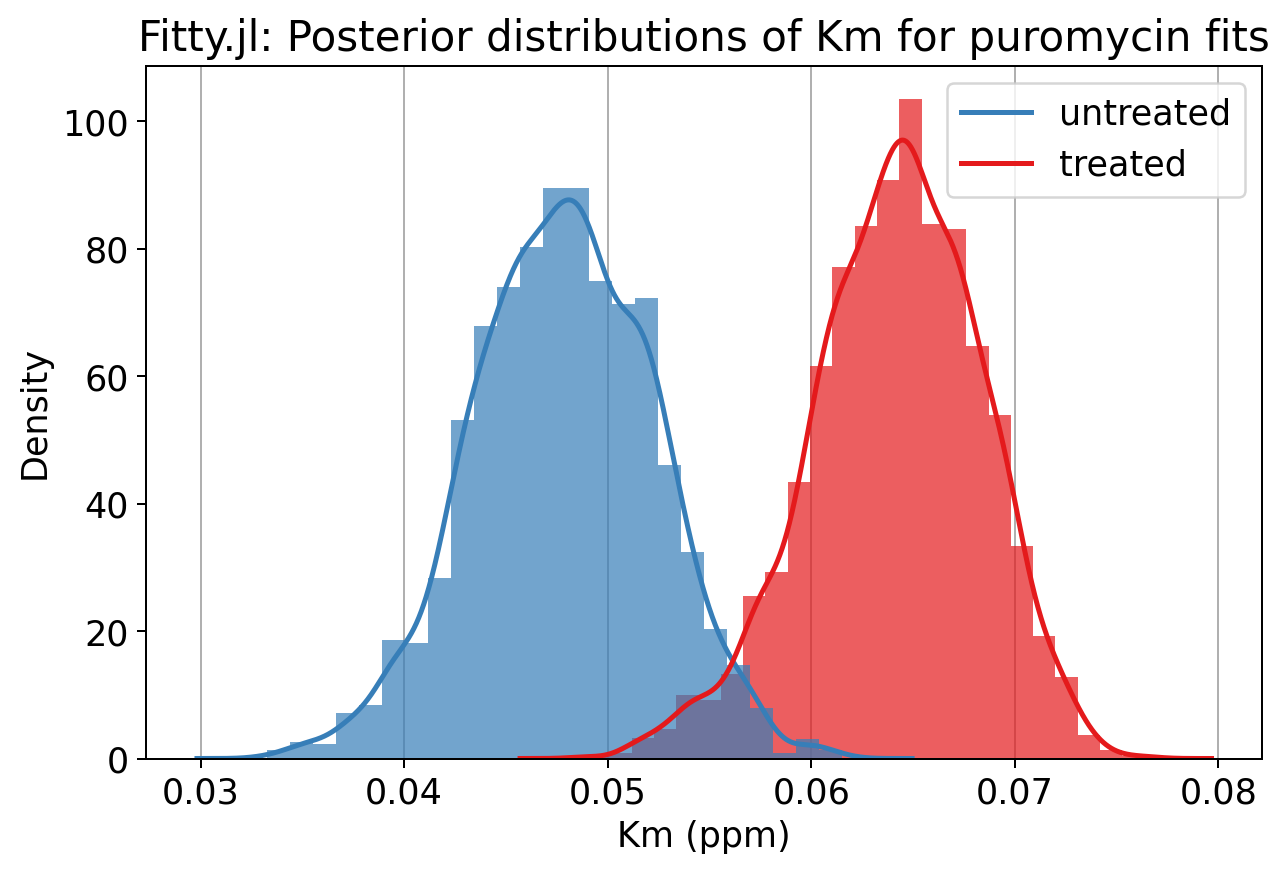 Fitty.jl: Posterior distributions of Km for puromycin fits
untreated
treated
Density
100
80
60
40
20
0
0.03 0.04 0.05 0.06 0.07 0.08
Km (ppm)